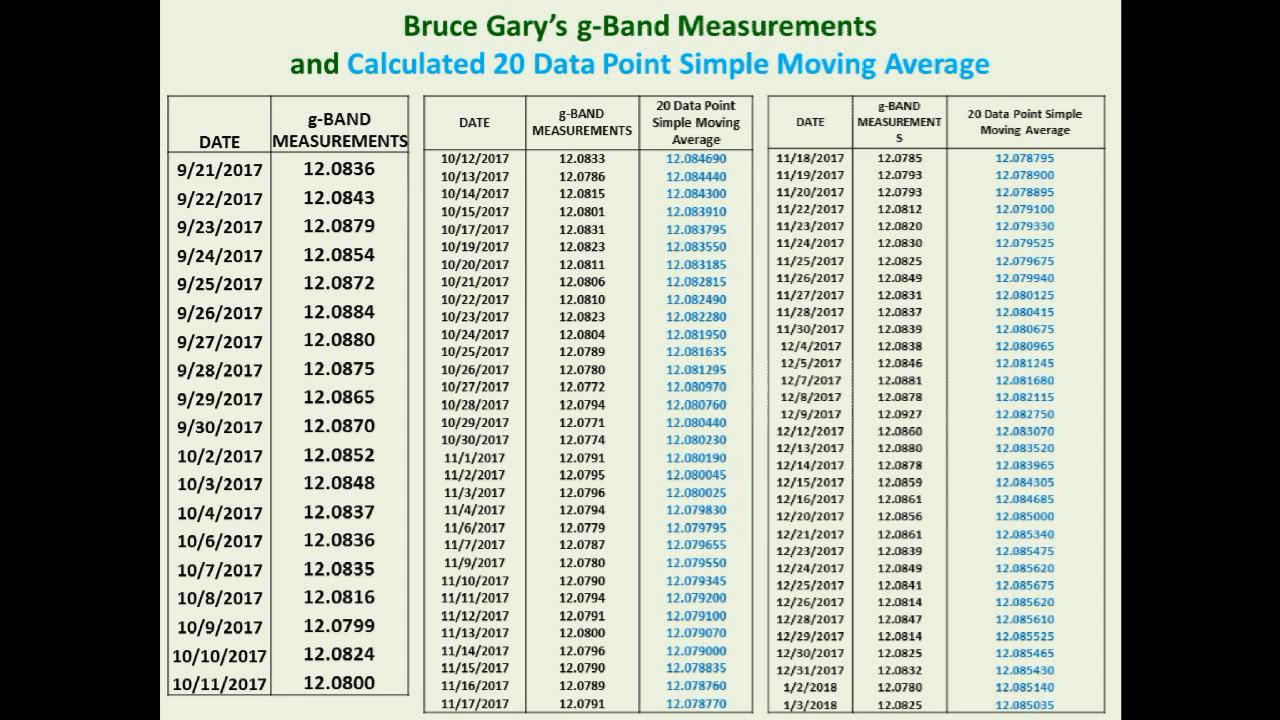 Bruce Gary’s g-Band Measurements
and Calculated 20 Data Point Simple Moving Average
DATE g-BAND MEASUREMENTS
9/21/2017 12.0836
9/22/2017 12.0843
9/23/2017 12.0879
9/24/2017 12.0854
9/25/2017 12.0872
9/26/2017 12.0884
9/27/2017 12.0880
9/28/2017 12.0875
9/29/2017 12.0865
9/30/2017 12.0870
10/2/2017 12.0852
10/3/2017 12.0848
10/4/2017 12.0837
10/6/2017 12.0836
10/7/2017 12.0835
10/8/2017 12.0816
10/9/2017 12.0799
10/10/2017 12.0824
10/11/2017 12.0800
DATE g-BAND MEASUREMENTS 20 Data Point Simple Moving Average
10/12/2017 12.0833 12.084690
10/13/2017 12.0786 12.084440
10/14/2017 12.0815 12.084300
10/15/2017 12.0801 12.083910
10/17/2017 12.0831 12.083795
10/19/2017 12.0823 12.083550
10/20/2017 12.0811 12.083185
10/21/2017 12.0806 12.082815
10/22/2017 12.0810 12.082490
10/23/2017 12.0823 12.082280
10/24/2017 12.0804 12.081950
10/25/2017 12.0789 12.081635
10/26/2017 12.0780 12.081295
10/27/2017 12.0772 12.080970
10/28/2017 12.0794 12.080760
10/29/2017 12.0771 12.080440
10/30/2017 12.0774 12.080230
11/1/2017 12.0791 12.080190
11/2/2017 12.0795 12.080045
11/3/2017 12.0796 12.080025
11/4/2017 12.0794 12.079830
11/6/2017 12.0779 12.079795
11/7/2017 12.0787 12.079655
11/9/2017 12.0780 12.079550
11/10/2017 12.0790 12.079345
11/11/2017 12.0794 12.079200
11/12/2017 12.0791 12.079100
11/13/2017 12.0800 12.079070
11/14/2017 12.0796 12.079000
11/15/2017 12.0790 12.078835
11/16/2017 12.0789 12.078760
11/17/2017 12.0791 12.078770
DATE g-BAND MEASUREMENT S 20 Data Point Simple Moving Average
11/18/2017 12.0785 12.078795
11/19/2017 12.0793 12.078900
11/20/2017 12.0793 12.078895
11/22/2017 12.0812 12.079100
11/23/2017 12.0820 12.079330
11/24/2017 12.0830 12.079525
11/25/2017 12.0825 12.079675
11/26/2017 12.0849 12.079940
11/27/2017 12.0831 12.080125
11/28/2017 12.0837 12.080415
11/30/2017 12.0839 12.080675
12/4/2017 12.0838 12.080965
12/5/2017 12.0846 12.081245
12/7/2017 12.0881 12.081680
12/8/2017 12.0878 12.082115
12/9/2017 12.0927 12.082750
12/12/2017 12.0860 12.083070
12/13/2017 12.0880 12.083520
12/14/2017 12.0878 12.083965
12/15/2017 12.0859 12.084305
12/16/2017 12.0861 12.084685
12/20/2017 12.0856 12.085000
12/21/2017 12.0861 12.085340
12/23/2017 12.0839 12.085475
12/24/2017 12.0849 12.085620
12/25/2017 12.0841 12.085675
12/26/2017 12.0814 12.085620
12/28/2017 12.0847 12.085610
12/29/2017 12.0814 12.085525
12/30/2017 12.0825 12.085465
12/31/2017 12.0832 12.085430
1/2/2018 12.0780 12.085140
1/3/2018 12.0825 12.085035